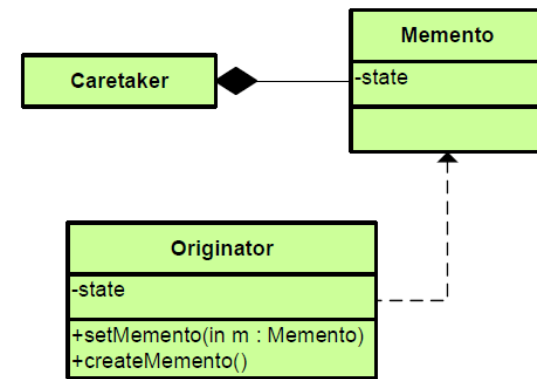 Memento
-state
Caretaker
Originator
-state
+setMemento(in m : Memento)
+createMemento()